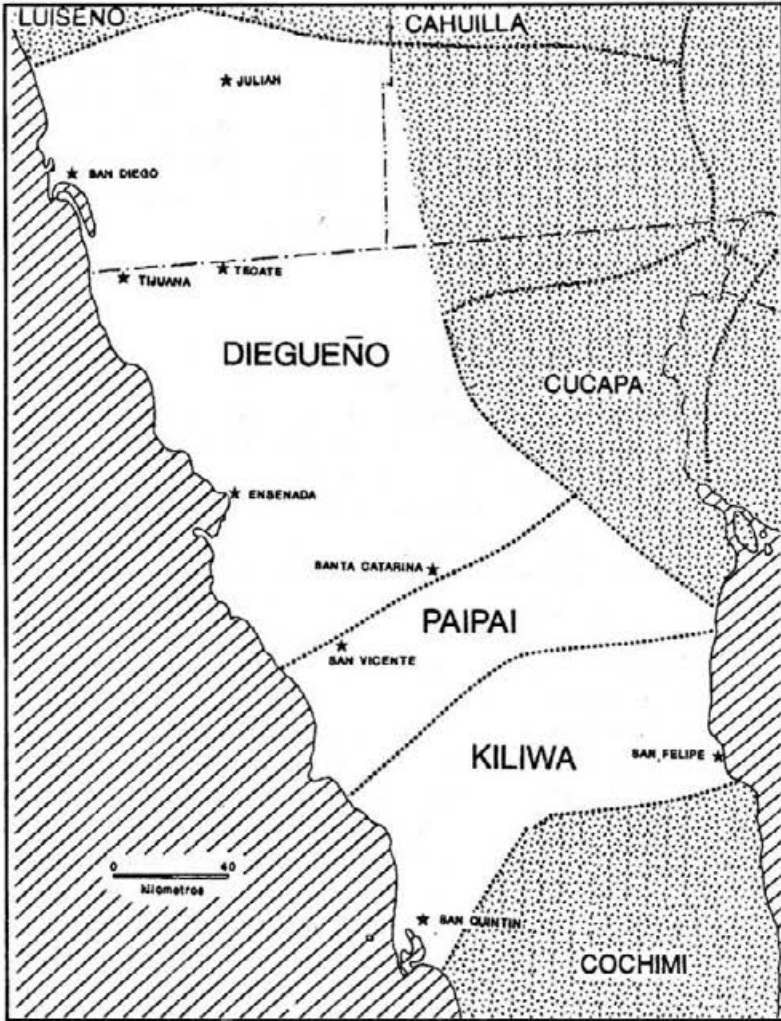 LUISEÑO
CAHUILLA
JULIAN
SAN DIEGO
TECATE
TIJUANA
DIEGUEÑO
CUCAPA
ENSENADA
SANTA CATARINA
PAIPAI
SAN VICENTE
KILIWA
SAN FELIPE
0 40
kilometros
SAN QUINTIN
COCHIMI